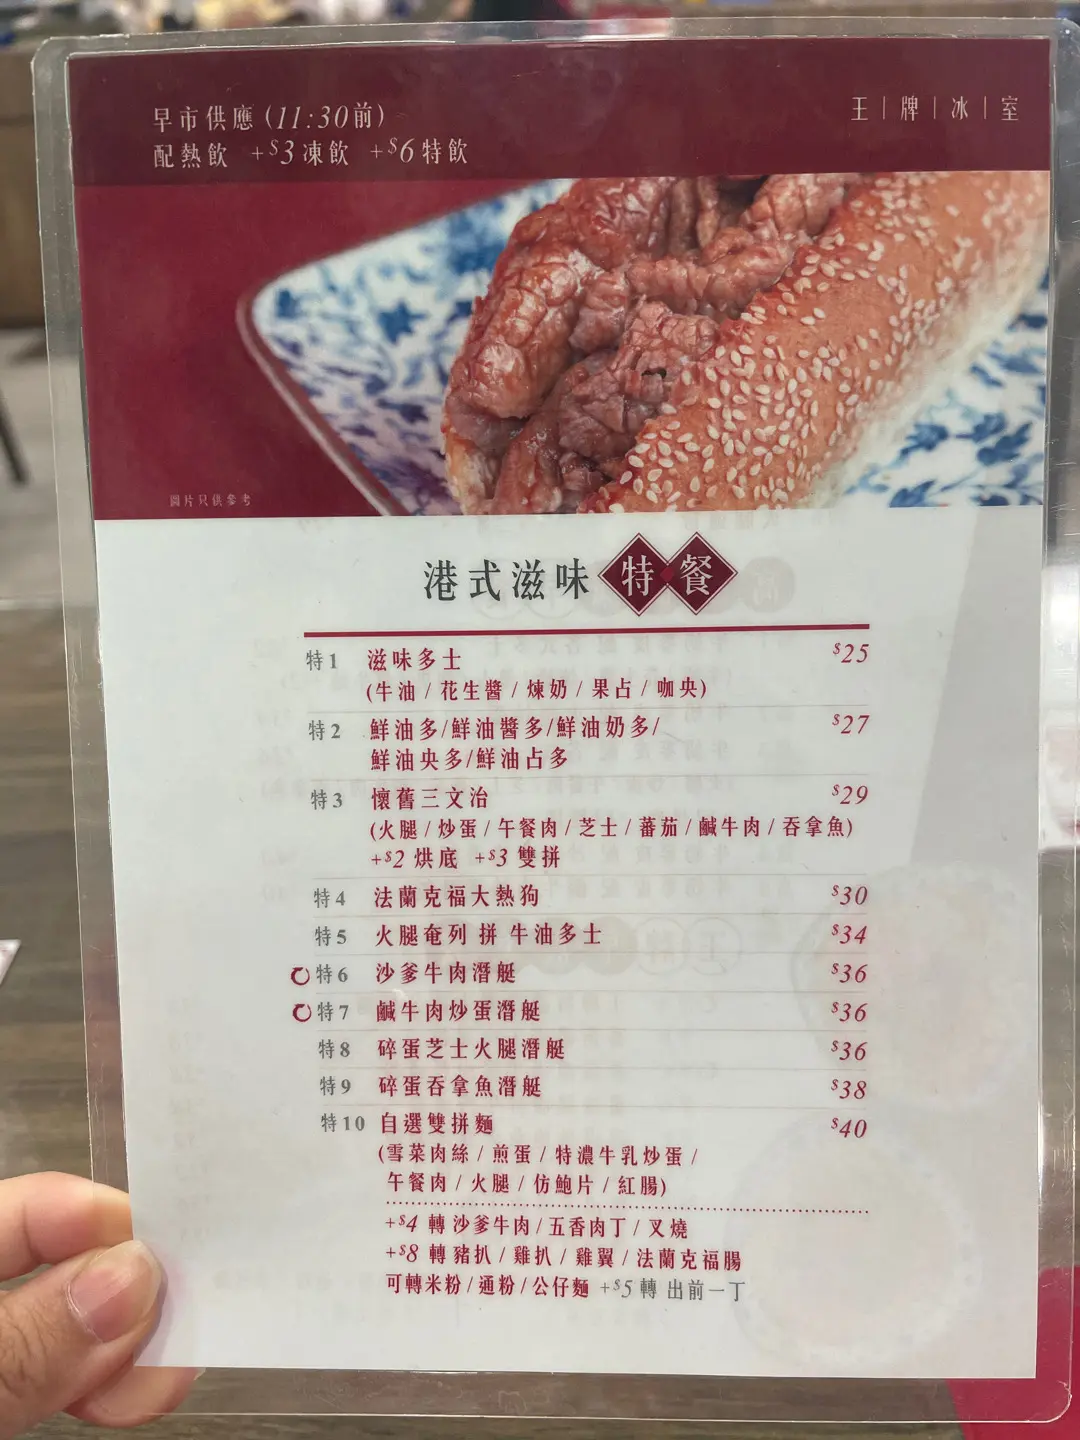 早市供應 (11:30前)
配熱飲 +$3凍飲 +$6特飲
王|牌|冰|室
圖片只供參考
港式滋味 特餐
特1 滋味多士 $25
(牛油 / 花生醬 / 煉奶 / 果占 / 咖央)
特2 鮮油多/鮮油醬多/鮮油奶多/ $27
鮮油央多/鮮油占多
特3 懷舊三文治 $29
(火腿 / 炒蛋 / 午餐肉 / 芝士 / 蕃茄 / 鹹牛肉 / 吞拿魚)
+$2 烘底 +$3 雙拼
特4 法蘭克福大熱狗 $30
特5 火腿奄列 拼 牛油多士 $34
特6 沙爹牛肉潛艇 $36
特7 鹹牛肉炒蛋潛艇 $36
特8 碎蛋芝士火腿潛艇 $36
特9 碎蛋吞拿魚潛艇 $38
特10 自選雙拼麵 $40
(雪菜肉絲 / 煎蛋 / 特濃牛乳炒蛋 /
午餐肉 / 火腿 / 仿鮑片 / 紅腸)
+$4 轉 沙爹牛肉 / 五香肉丁 / 叉燒
+$8 轉 豬扒 / 雞扒 / 雞翼 / 法蘭克福腸
可轉米粉 / 通粉 / 公仔麵 +$5 轉 出前一丁